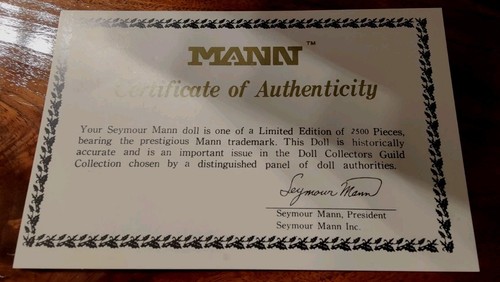 MANN™
Certificate of Authenticity
Your Seymour Mann doll is one of a Limited Edition of 2500 Pieces,
bearing the prestigious Mann trademark. This Doll is historically
accurate and is an important issue in the Doll Collectors Guild
Collection chosen by a distinguished panel of doll authorities.
Seymour Mann
Seymour Mann, President
Seymour Mann Inc.